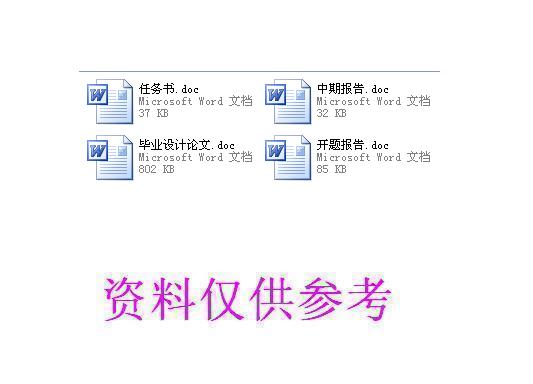 任务书.doc
Microsoft Word 文档
37 KB
中期报告.doc
Microsoft Word 文档
32 KB
毕业设计论文.doc
Microsoft Word 文档
802 KB
开题报告.doc
Microsoft Word 文档
85 KB
资料仅供参考